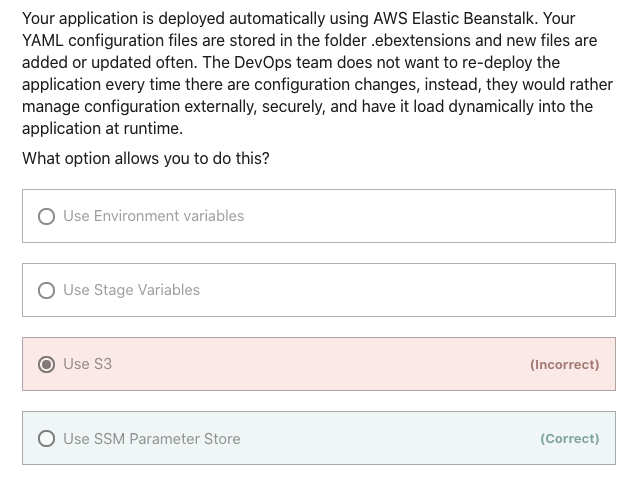 Your application is deployed automatically using AWS Elastic Beanstalk. Your
YAML configuration files are stored in the folder .ebextensions and new files are
added or updated often. The DevOps team does not want to re-deploy the
application every time there are configuration changes, instead, they would rather
manage configuration externally, securely, and have it load dynamically into the
application at runtime.
What option allows you to do this?
Use Environment variables
Use Stage Variables
Use S3 (Incorrect)
Use SSM Parameter Store (Correct)